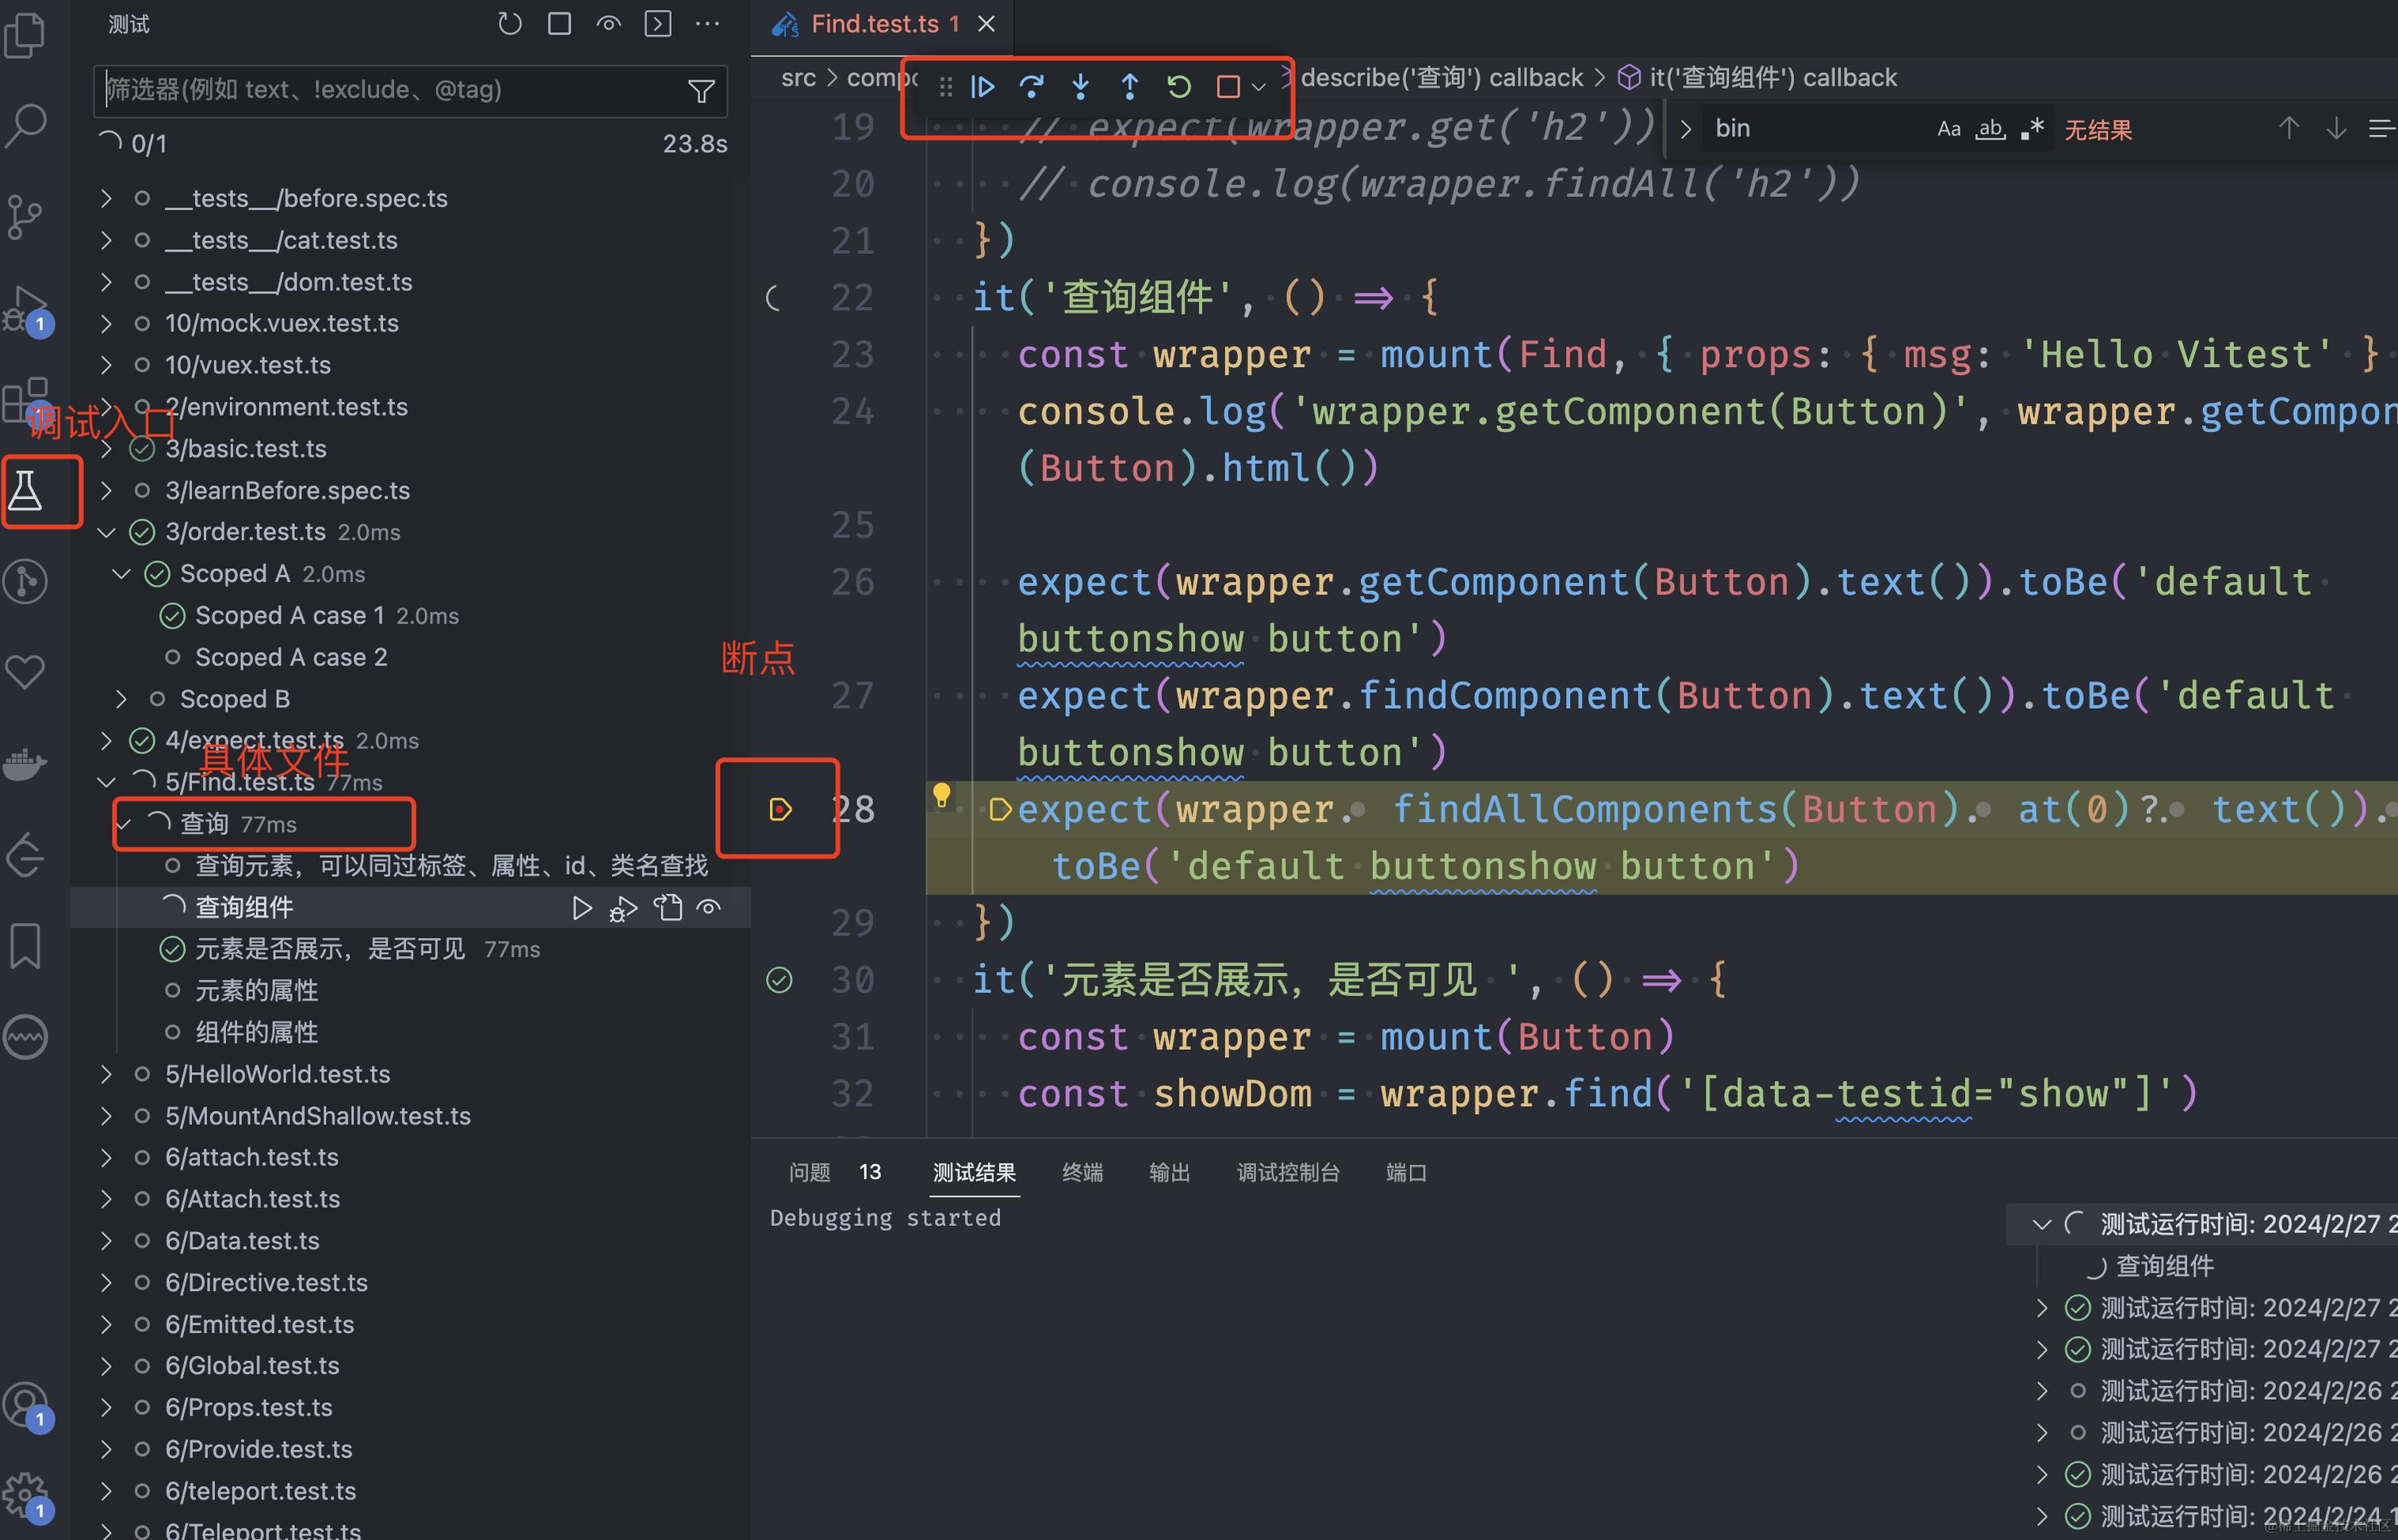 测试
筛选器(例如 text、!exclude、@tag)
0/1
23.8s
__tests__/before.spec.ts
__tests__/cat.test.ts
__tests__/dom.test.ts
10/mock.vuex.test.ts
10/vuex.test.ts
2/environment.test.ts
3/basic.test.ts
3/learnBefore.spec.ts
3/order.test.ts 2.0ms
Scoped A 2.0ms
Scoped A case 1 2.0ms
Scoped A case 2
Scoped B
4/expect.test.ts 2.0ms
5/Find.test.ts 77ms
查询 77ms
查询元素，可以同过标签、属性、id、类名查找
查询组件
元素是否展示，是否可见 77ms
元素的属性
组件的属性
5/HelloWorld.test.ts
5/MountAndShallow.test.ts
6/attach.test.ts
6/Attach.test.ts
6/Data.test.ts
6/Directive.test.ts
6/Emitted.test.ts
6/Global.test.ts
6/Props.test.ts
6/Provide.test.ts
6/teleport.test.ts
6/Teleport.test.ts
1
1
1
调试入口
具体文件
断点
Find.test.ts 1
src > compo
describe('查询') callback > it('查询组件') callback
bin
Aa ab .* 无结果
19 // expect(wrapper.get('h2'))
20 // console.log(wrapper.findAll('h2'))
21 })
22 it('查询组件', () => {
23 const wrapper = mount(Find, { props: { msg: 'Hello Vitest' }
24 console.log('wrapper.getComponent(Button)', wrapper.getCompon
(Button).html())
25
26 expect(wrapper.getComponent(Button).text()).toBe('default
buttonshow button')
27 expect(wrapper.findComponent(Button).text()).toBe('default
buttonshow button')
28 expect(wrapper. findAllComponents(Button). at(0)?. text()).
toBe('default buttonshow button')
29 })
30 it('元素是否展示，是否可见 ', () => {
31 const wrapper = mount(Button)
32 const showDom = wrapper.find('[data-testid="show"]')
问题 13 测试结果 终端 输出 调试控制台 端口
Debugging started
测试运行时间: 2024/2/27 2
查询组件
测试运行时间: 2024/2/27 2
测试运行时间: 2024/2/27 2
测试运行时间: 2024/2/26 2
测试运行时间: 2024/2/26 2
测试运行时间: 2024/2/26 2
测试运行时间: 2024/2/24 1
@稀土掘金技术社区